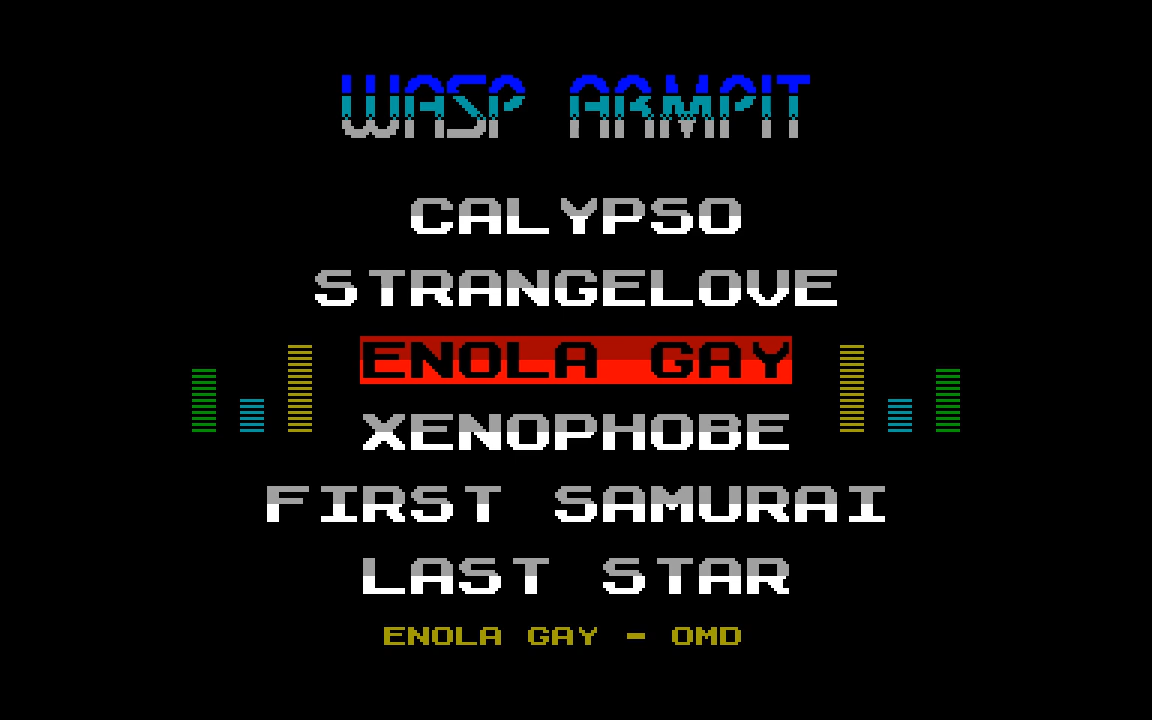 WASP ARMPIT
CALYPSO
STRANGELOVE
ENOLA GAY
XENOPHOBE
FIRST SAMURAI
LAST STAR
ENOLA GAY - OMD